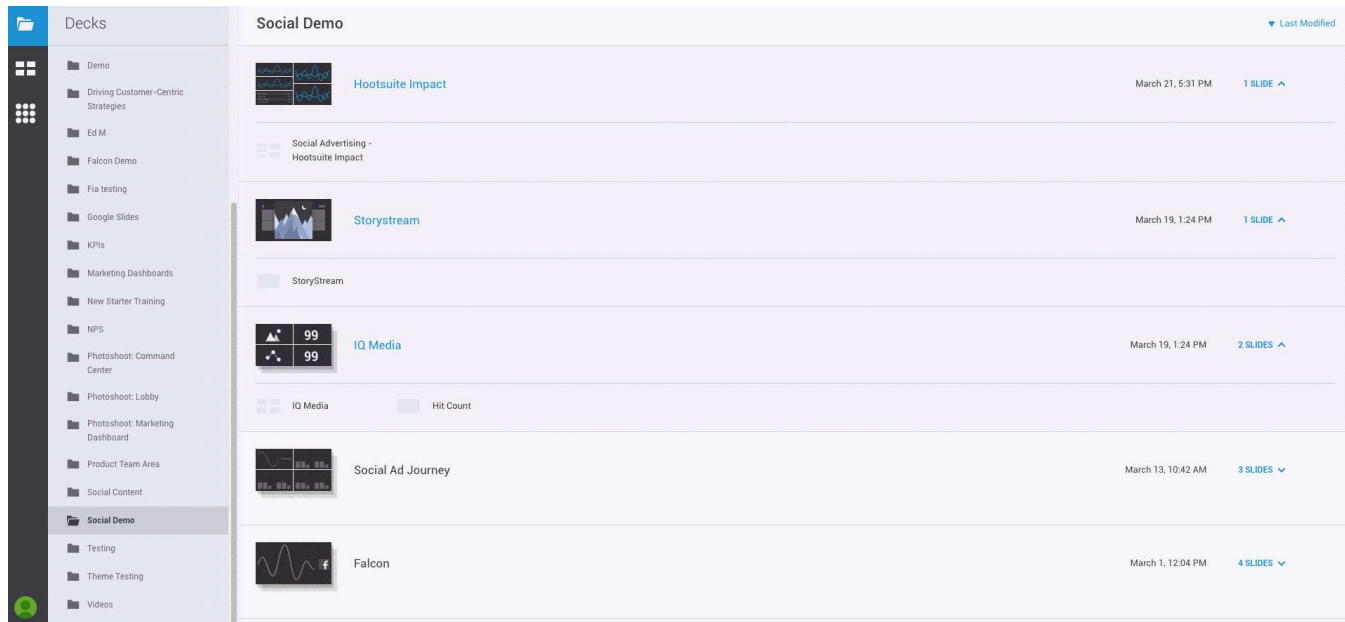 Decks
Demo
Driving Customer-Centric
Strategies
Ed M
Falcon Demo
Fia testing
Google Slides
KPIs
Marketing Dashboards
New Starter Training
NPS
Photoshoot: Command
Center
Photoshoot: Lobby
Photoshoot: Marketing
Dashboard
Product Team Area
Social Content
Social Demo
Testing
Theme Testing
Videos
Social Demo
Last Modified
Hootsuite Impact
March 21, 5:31 PM
1 SLIDE
Social Advertising -
Hootsuite Impact
Storystream
March 19, 1:24 PM
1 SLIDE
StoryStream
99
99
IQ Media
March 19, 1:24 PM
2 SLIDES
IQ Media
Hit Count
Social Ad Journey
March 13, 10:42 AM
3 SLIDES
Falcon
March 1, 12:04 PM
4 SLIDES